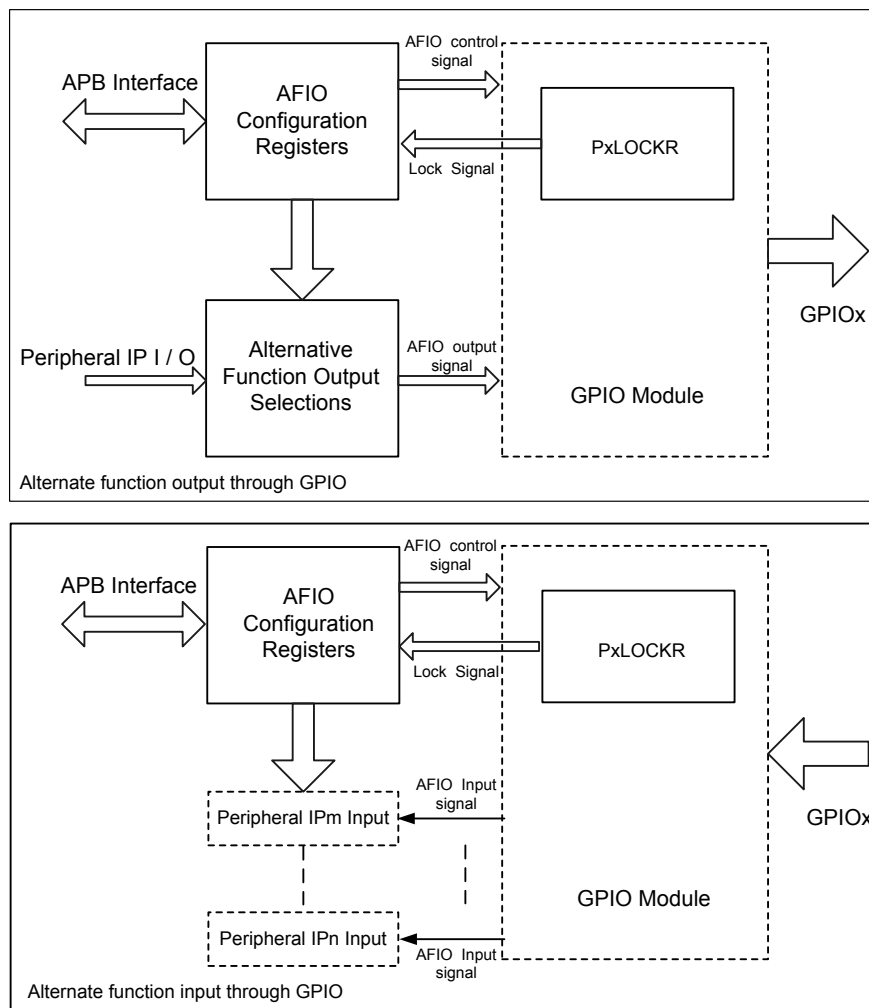 AFIO control
signal
APB Interface
AFIO
Configuration
Registers
PxLOCKR
Lock Signal
GPIOx
Peripheral IP I / O
Alternative
Function Output
Selections
AFIO output
signal
GPIO Module
Alternate function output through GPIO
AFIO control
signal
APB Interface
AFIO
Configuration
Registers
PxLOCKR
Lock Signal
AFIO Input
signal
Peripheral IPm Input
GPIOx
GPIO Module
Peripheral IPn Input
AFIO Input
signal
Alternate function input through GPIO